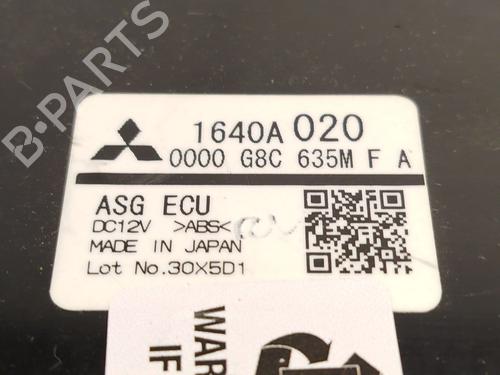 B-PARTS
1640A 020
0000 G8C 635M F A
ASG ECU
DC12V >ABS<
MADE IN JAPAN
Lot No.30X5D1
WAR
IF